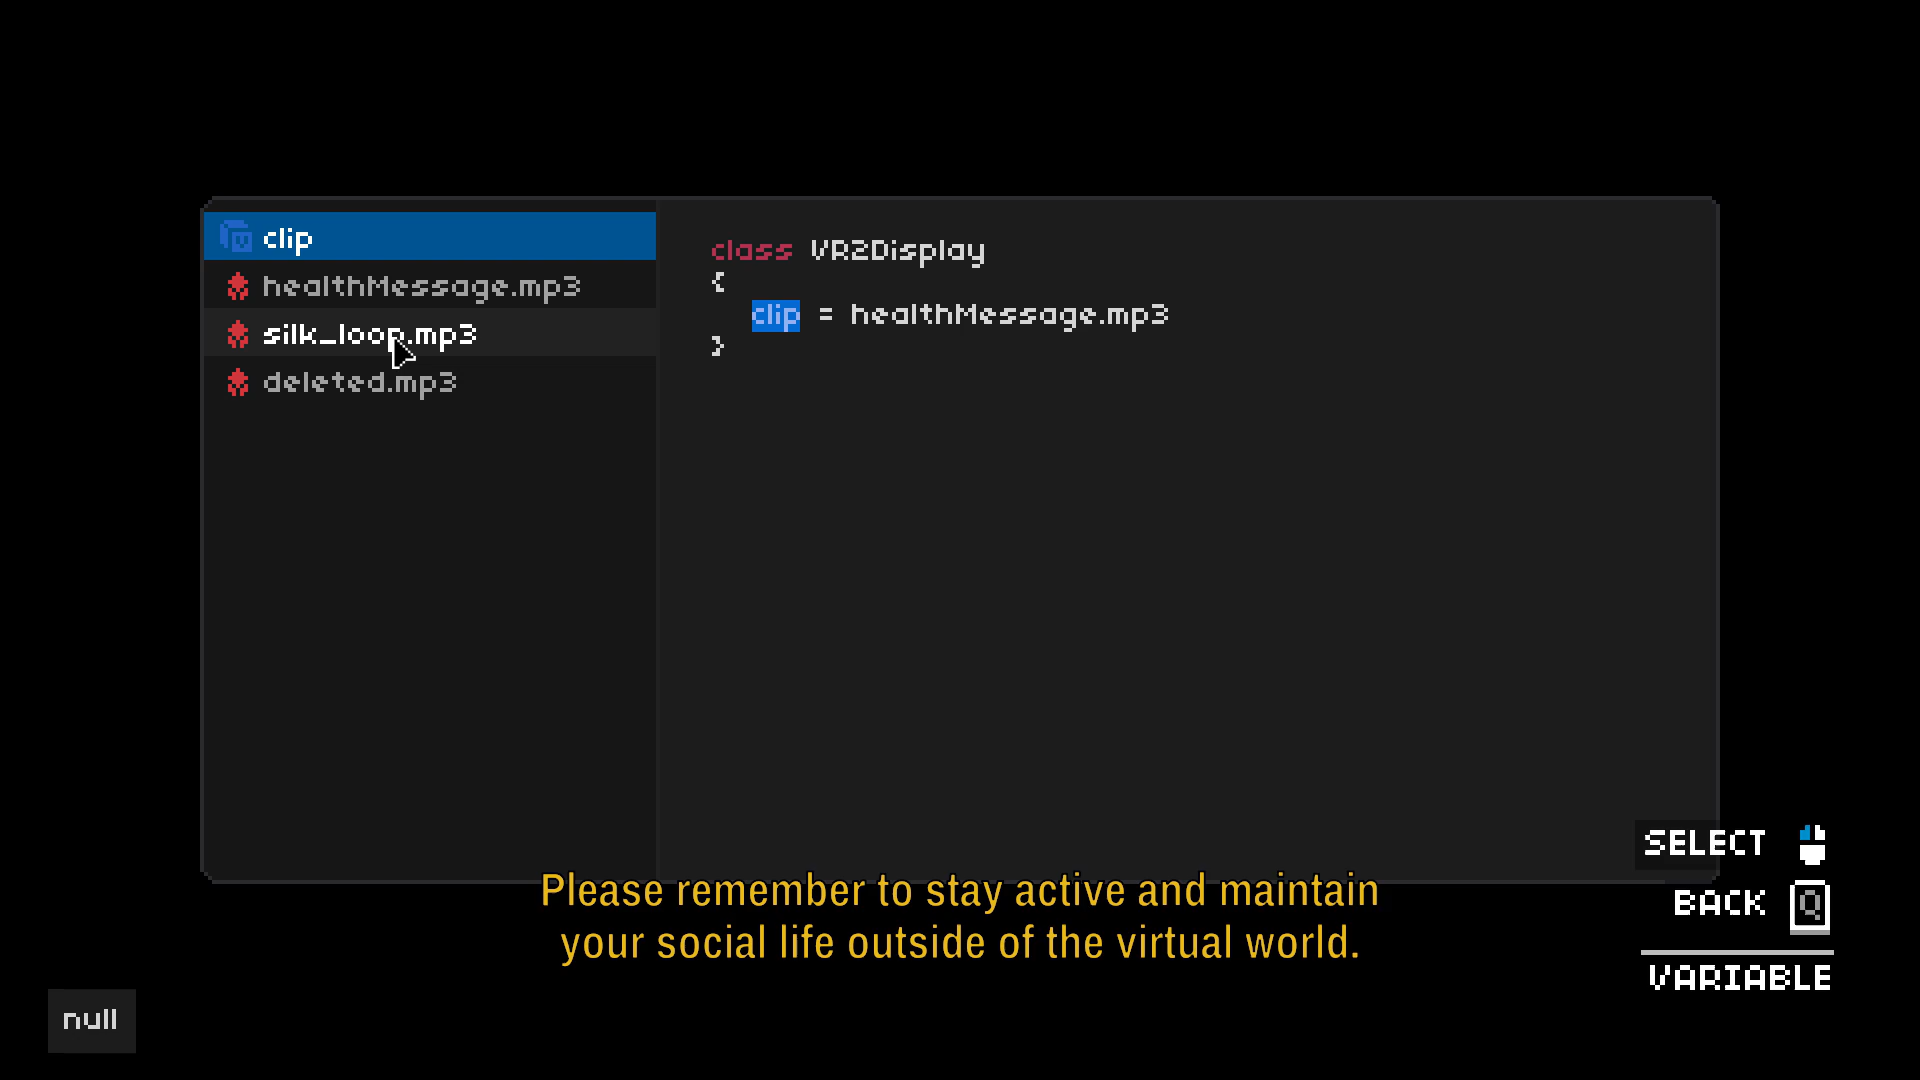 clip
healthMessage.mp3
silk_loop.mp3
deleted.mp3
class VR2Display
{
clip = healthMessage.mp3
}
Please remember to stay active and maintain
your social life outside of the virtual world.
SELECT
BACK Q
VARIABLE
null